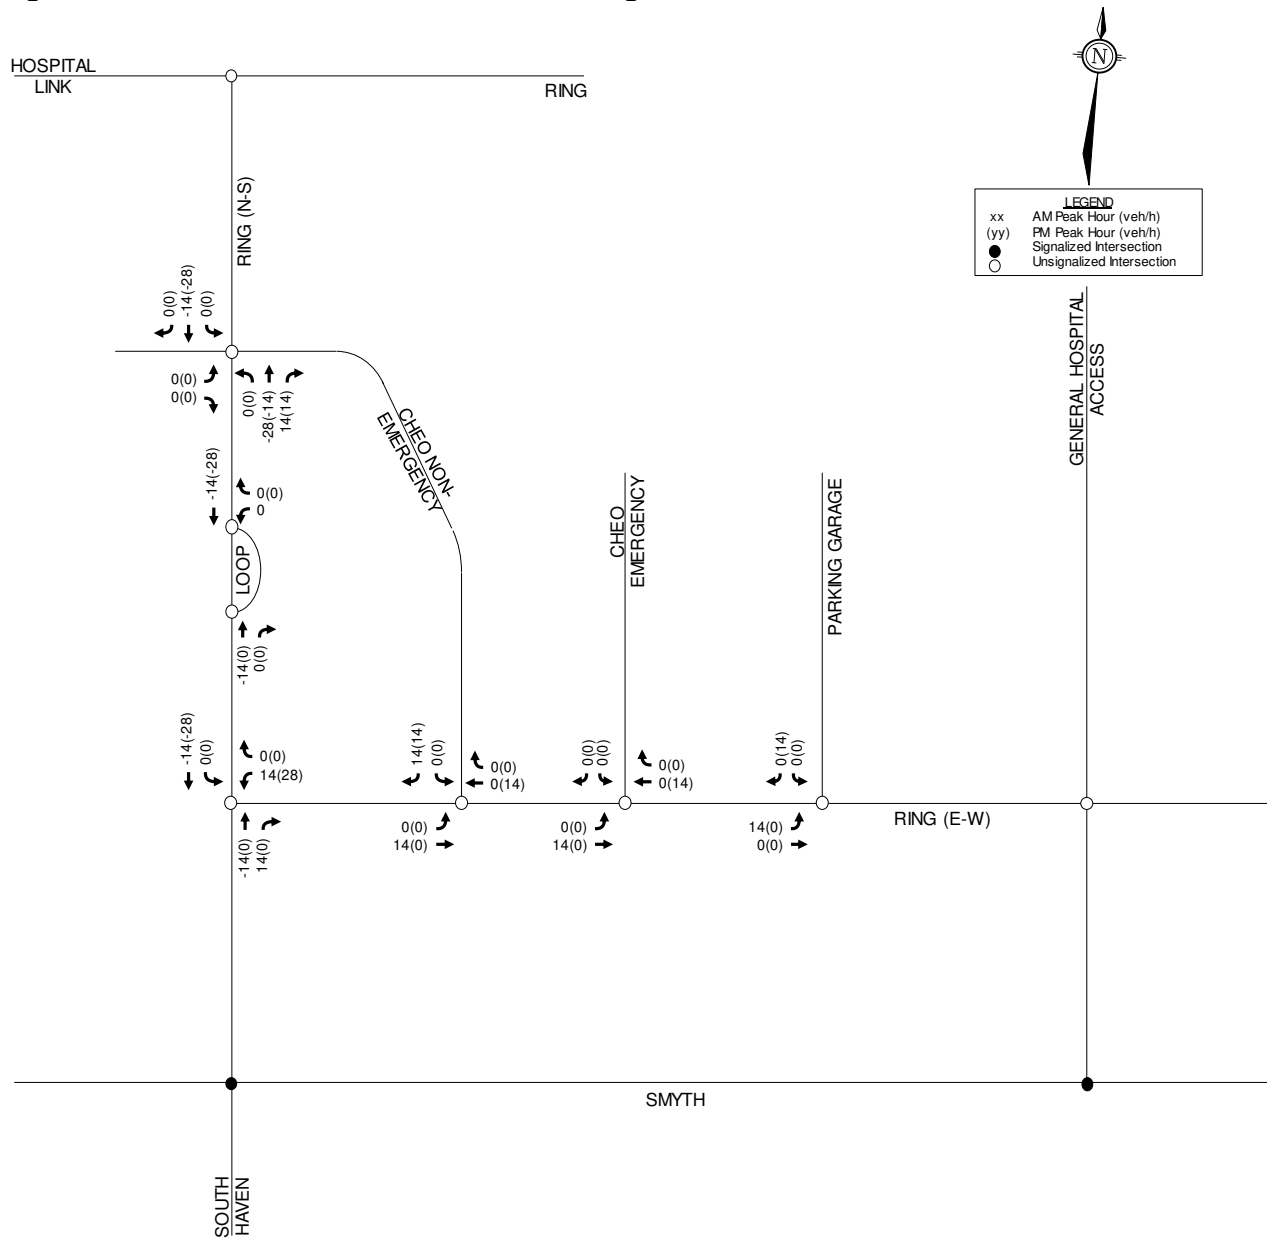 N
HOSPITAL
LINK
RING
RING (N-S)
LEGEND
xx AM Peak Hour (veh/h)
(yy) PM Peak Hour (veh/h)
Signalized Intersection
Unsignalized Intersection
0(0)
-14(-28)
0(0)
0(0)
0(0)
0(0)
-28(-14)
14(14)
CHEO NON-
EMERGENCY
GENERAL HOSPITAL
ACCESS
-14(-28)
0(0)
0
LOOP
-14(0)
0(0)
CHEO
EMERGENCY
PARKING GARAGE
-14(-28)
0(0)
0(0)
14(28)
-14(0)
14(0)
14(14)
0(0)
0(0)
0(14)
0(0)
14(0)
0(0)
0(0)
0(0)
0(14)
0(0)
14(0)
0(14)
0(0)
14(0)
0(0)
RING (E-W)
SMYTH
SOUTH
HAVEN